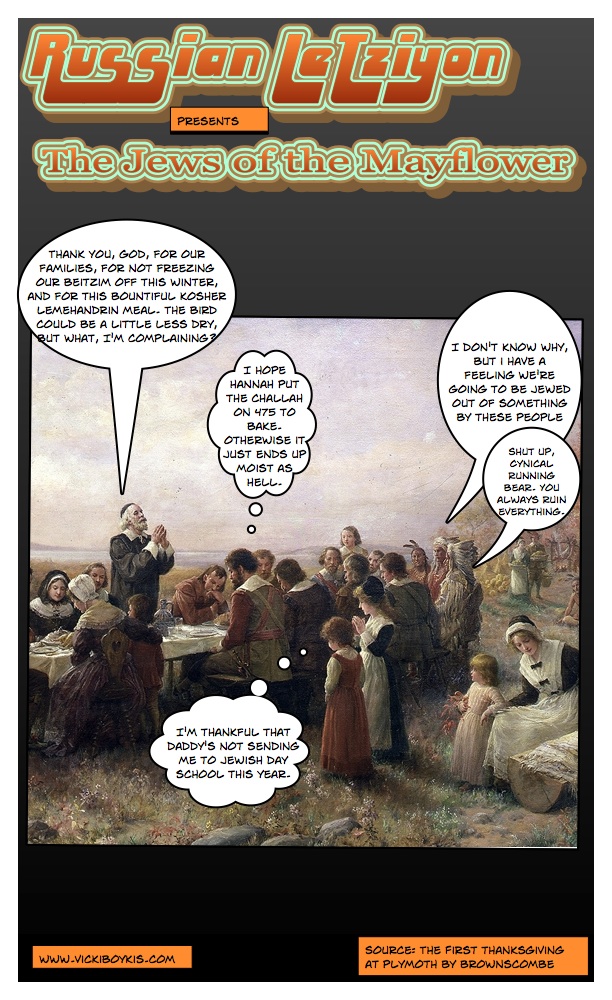 Russian LeTziyon
PRESENTS
The Jews of the Mayflower
THANK YOU, GOD, FOR OUR
FAMILIES, FOR NOT FREEZING
OUR BEITZIM OFF THIS WINTER,
AND FOR THIS BOUNTIFUL KOSHER
LEMEHANDRIN MEAL. THE BIRD
COULD BE A LITTLE LESS DRY,
BUT WHAT, I'M COMPLAINING?
I HOPE
HANNAH PUT
THE CHALLAH
ON 475 TO
BAKE.
OTHERWISE IT
JUST ENDS UP
MOIST AS
HELL.
I DON'T KNOW WHY,
BUT I HAVE A
FEELING WE'RE
GOING TO BE JEWED
OUT OF SOMETHING
BY THESE PEOPLE
SHUT UP,
CYNICAL
RUNNING
BEAR. YOU
ALWAYS RUIN
EVERYTHING.
I'M THANKFUL THAT
DADDY'S NOT SENDING
ME TO JEWISH DAY
SCHOOL THIS YEAR.
WWW.VICKIBOYKIS.COM
SOURCE: THE FIRST THANKSGIVING
AT PLYMOTH BY BROWNSCOMBE